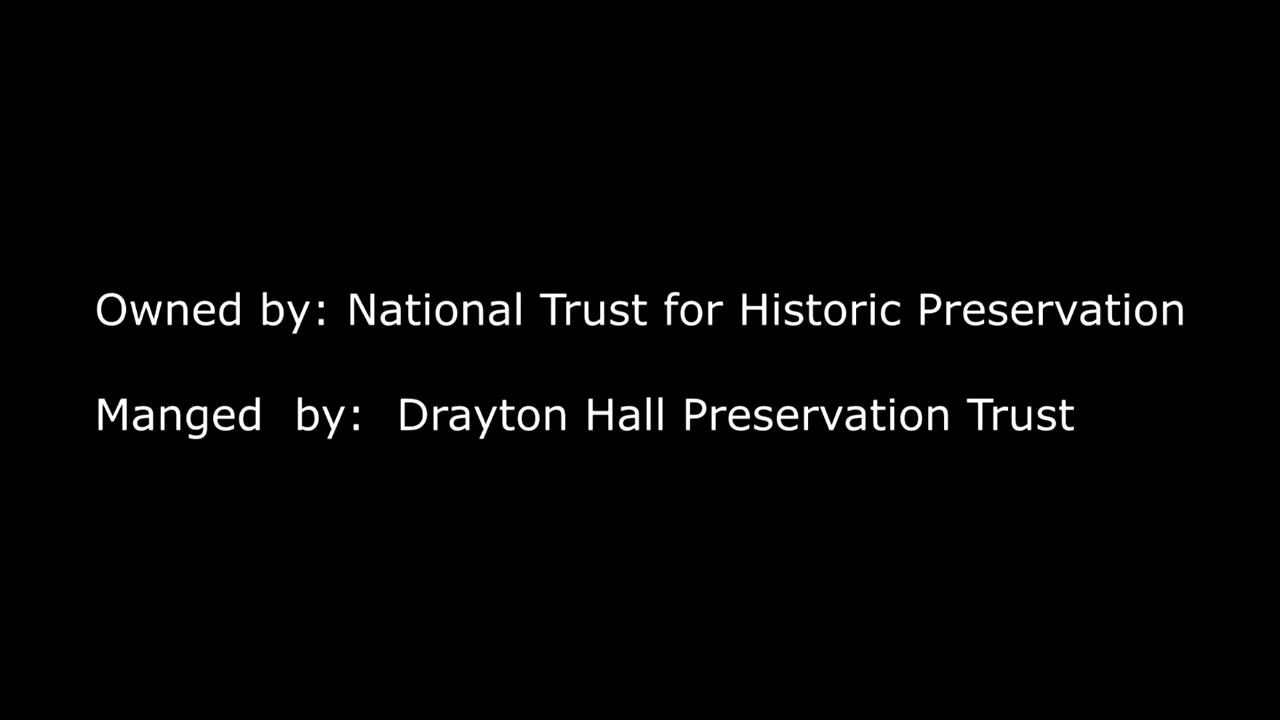 Owned by: National Trust for Historic Preservation
Manged by: Drayton Hall Preservation Trust